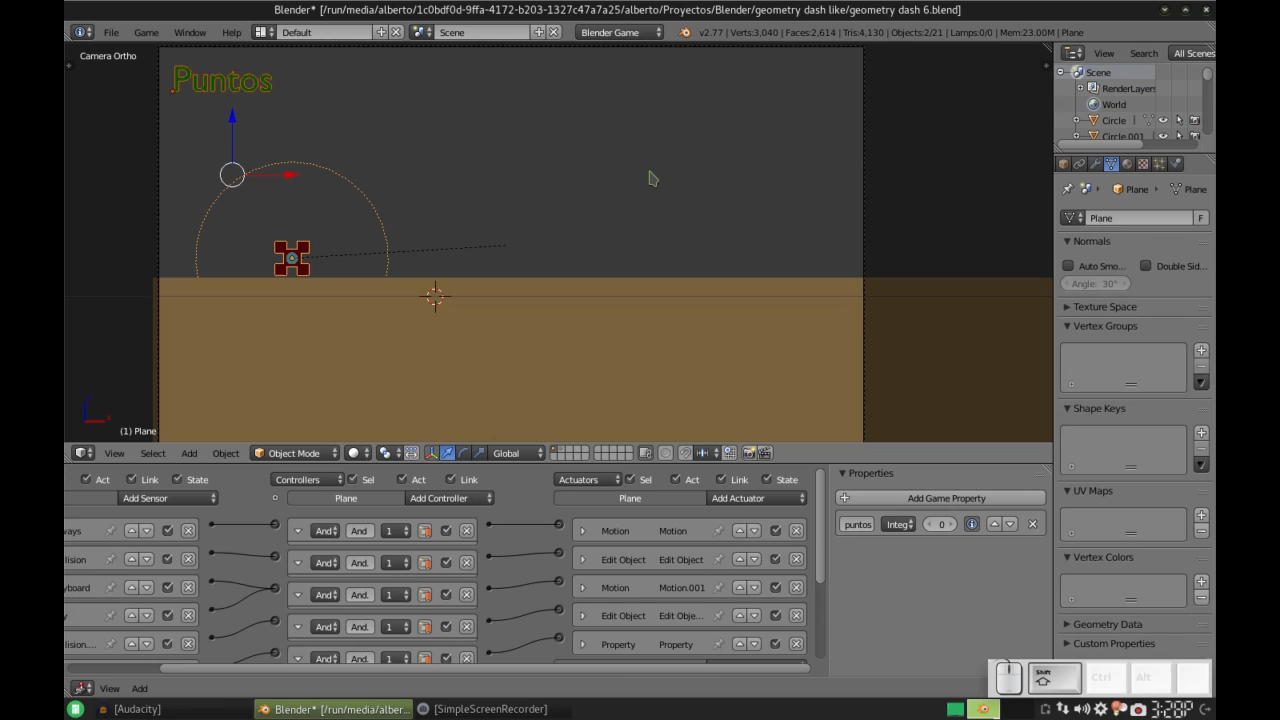 Blender* [/run/media/alberto/1c0bdf0d-9ffa-4172-b203-1327c47a7a25/alberto/Proyectos/Blender/geometry dash like/geometry dash 6.blend]
File Game Window Help Default Scene Blender Game v2.77 | Verts:3,040 | Faces:2,614 | Tris:4,130 | Objects:2/21 | Lamps:0/0 | Mem:23.00M | Plane
Camera Ortho
View Search All Scenes
Puntos
Scene
RenderLayers
World
Circle
Circle.001
Plane Plane
Plane F
Normals
Auto Smo... Double Sid...
Angle: 30°
Texture Space
Vertex Groups
Shape Keys
UV Maps
Vertex Colors
Geometry Data
Custom Properties
(1) Plane
View Select Add Object Object Mode Global
Act Link State Controllers Sel Act Link Actuators Sel Act Link State
Add Sensor Plane Add Controller Plane Add Actuator
Properties
Add Game Property
puntos Integ 0
ways And And. 1 Motion Motion
lision And And. 1 Edit Object Edit Object
yboard And And. 1 Motion Motion.001
y And And. 1 Edit Object Edit Obje...
lision.... And And. 1 Property Property
Shift Ctrl Alt
View Add
[Audacity] Blender* [/run/media/alber... [SimpleScreenRecorder] 3:28P